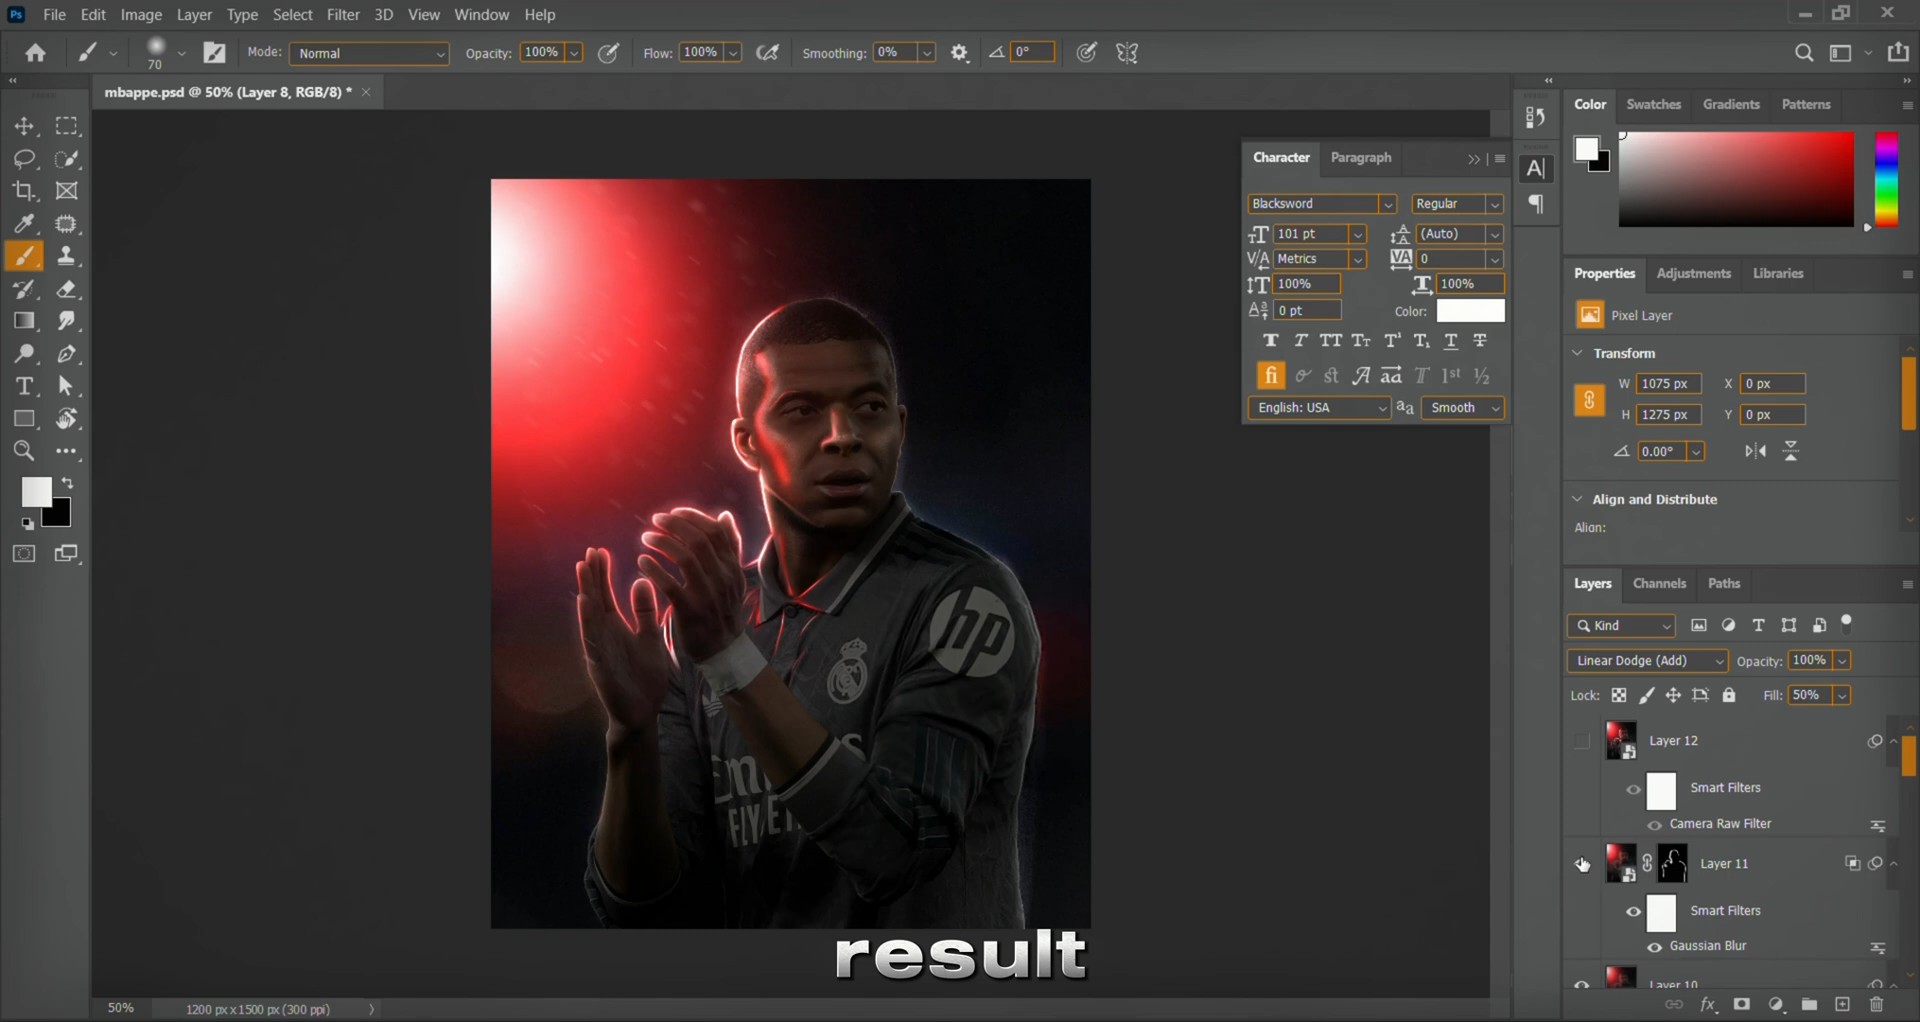 Ps File Edit Image Layer Type Select Filter 3D View Window Help
70 Mode: Normal Opacity: 100% Flow: 100% Smoothing: 0% 0°
mbappe.psd @ 50% (Layer 8, RGB/8) *
Color Swatches Gradients Patterns
Character Paragraph
Blacksword Regular
101 pt (Auto)
Metrics 0
100% 100%
0 pt Color:
English: USA Smooth
Properties Adjustments Libraries
Pixel Layer
Transform
W 1075 px X 0 px
H 1275 px Y 0 px
0.00°
Align and Distribute
Align:
Layers Channels Paths
Kind
Linear Dodge (Add) Opacity: 100%
Lock: Fill: 50%
Layer 12
Smart Filters
Camera Raw Filter
Layer 11
Smart Filters
Gaussian Blur
Layer 10
hp
result
50% 1200 px x 1500 px (300 ppi)